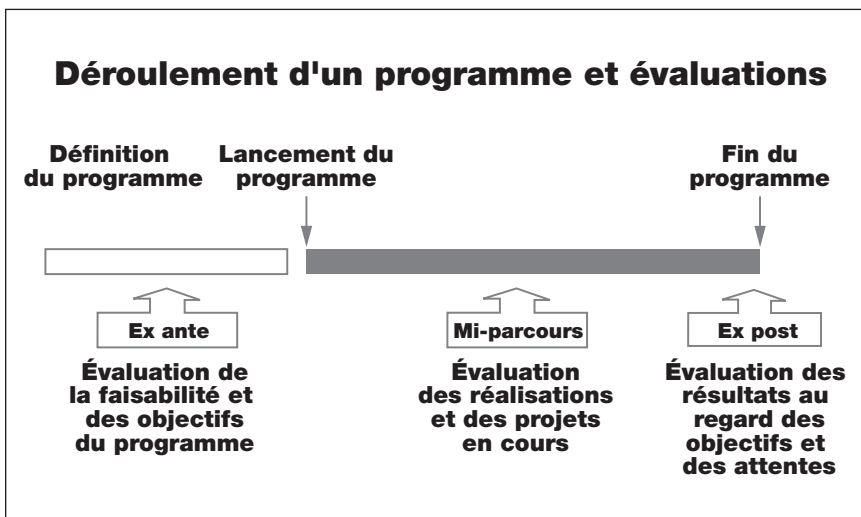 Déroulement d'un programme et évaluations
Définition
du programme
Lancement du
programme
Fin du
programme
Ex ante
Mi-parcours
Ex post
Évaluation de
la faisabilité et
des objectifs
du programme
Évaluation
des réalisations
et des projets
en cours
Évaluation des
résultats au
regard des
objectifs et
des attentes